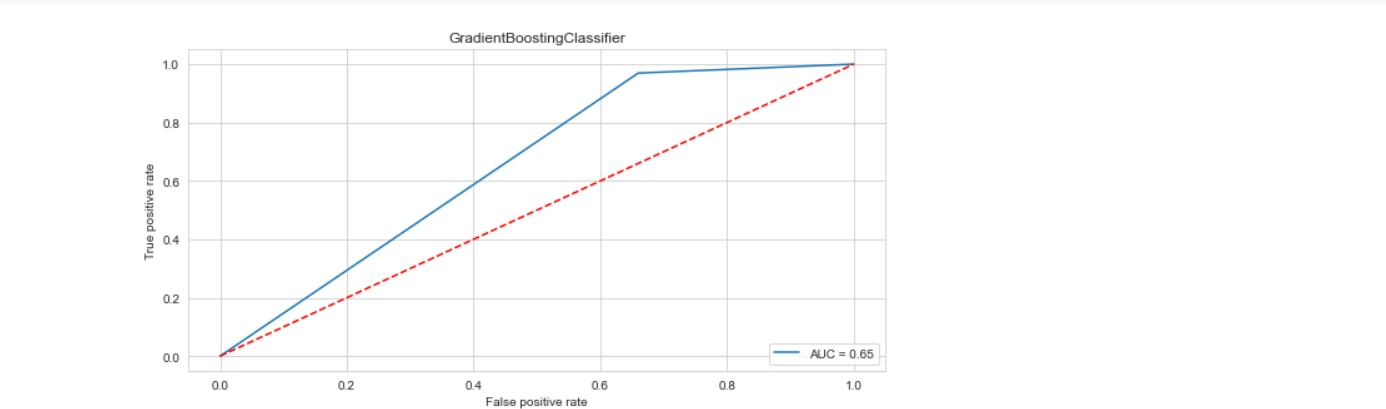 GradientBoostingClassifier
1.0
0.8
0.6
0.4
0.2
0.0
True positive rate
AUC = 0.65
0.0 0.2 0.4 0.6 0.8 1.0
False positive rate